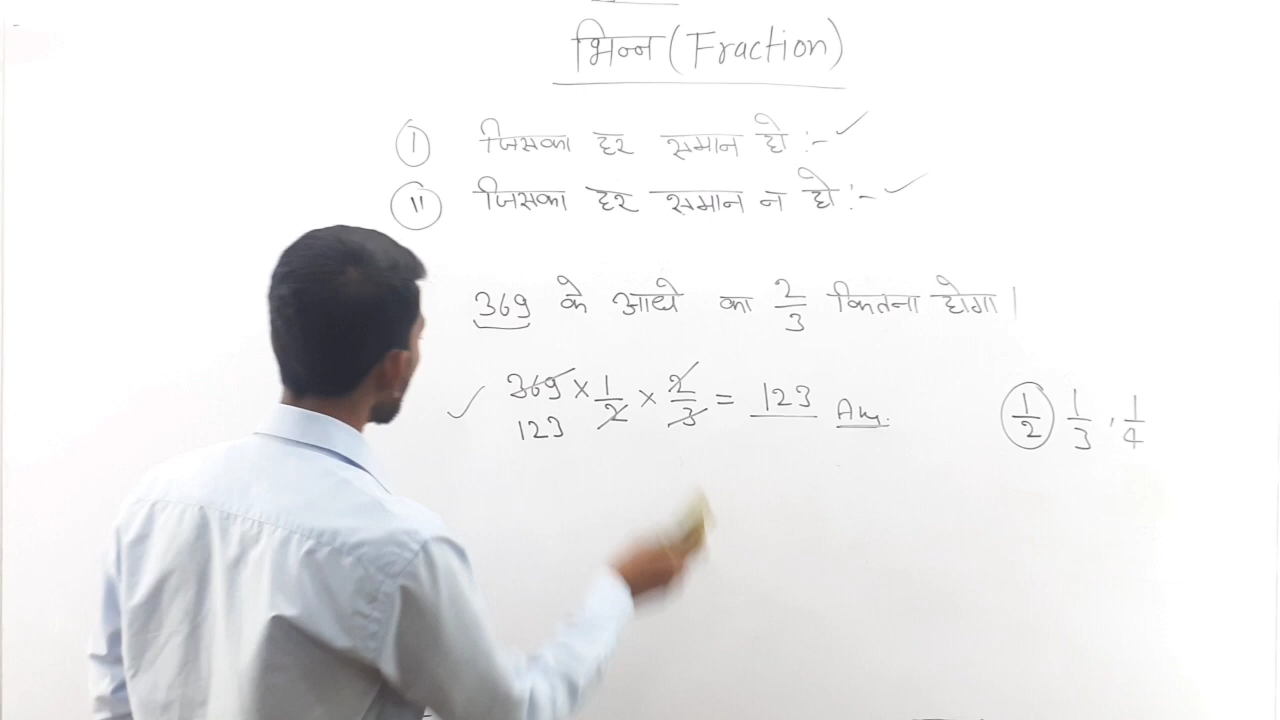 भिन्न (Fraction)
I जिसका हर समान हो :- ✓
II जिसका हर समान न हो :- ✓
369 के आधे का 2/3 कितना होगा।
✓ 369 × 1/2 × 2/3 = 123 Ans.
123
1/2 1/3, 1/4